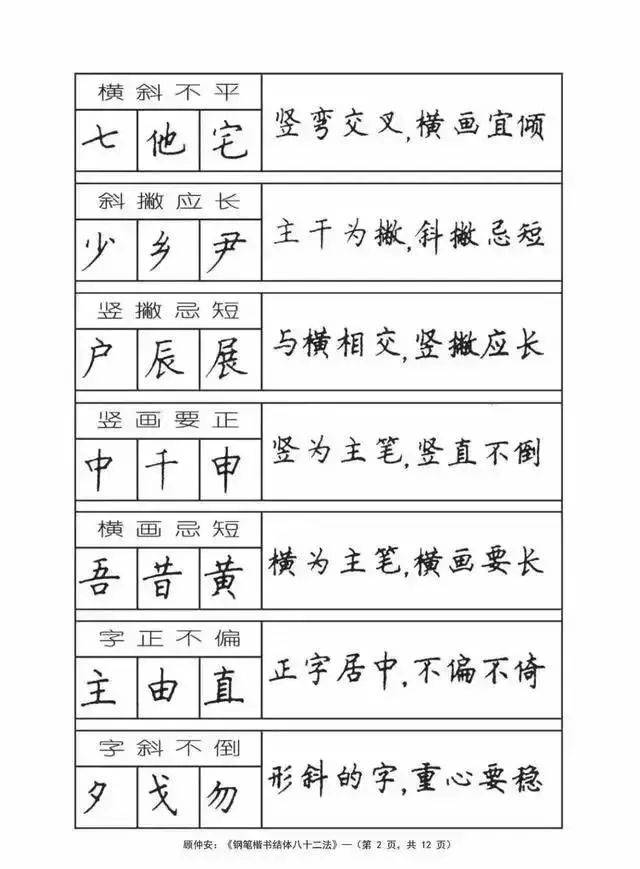 横斜不平
七 他 宅
竖弯交叉,横画宜倾
斜撇应长
少 乡 尹
主干为撇,斜撇忌短
竖撇忌短
户 辰 展
与横相交,竖撇应长
竖画要正
中 千 申
竖为主笔,竖直不倒
横画忌短
吾 昔 黄
横为主笔,横画要长
字正不偏
主 由 直
正字居中,不偏不倚
字斜不倒
夕 戈 勿
形斜的字,重心要稳
顾仲安:《钢笔楷书结体八十二法》—(第 2 页，共 12 页)